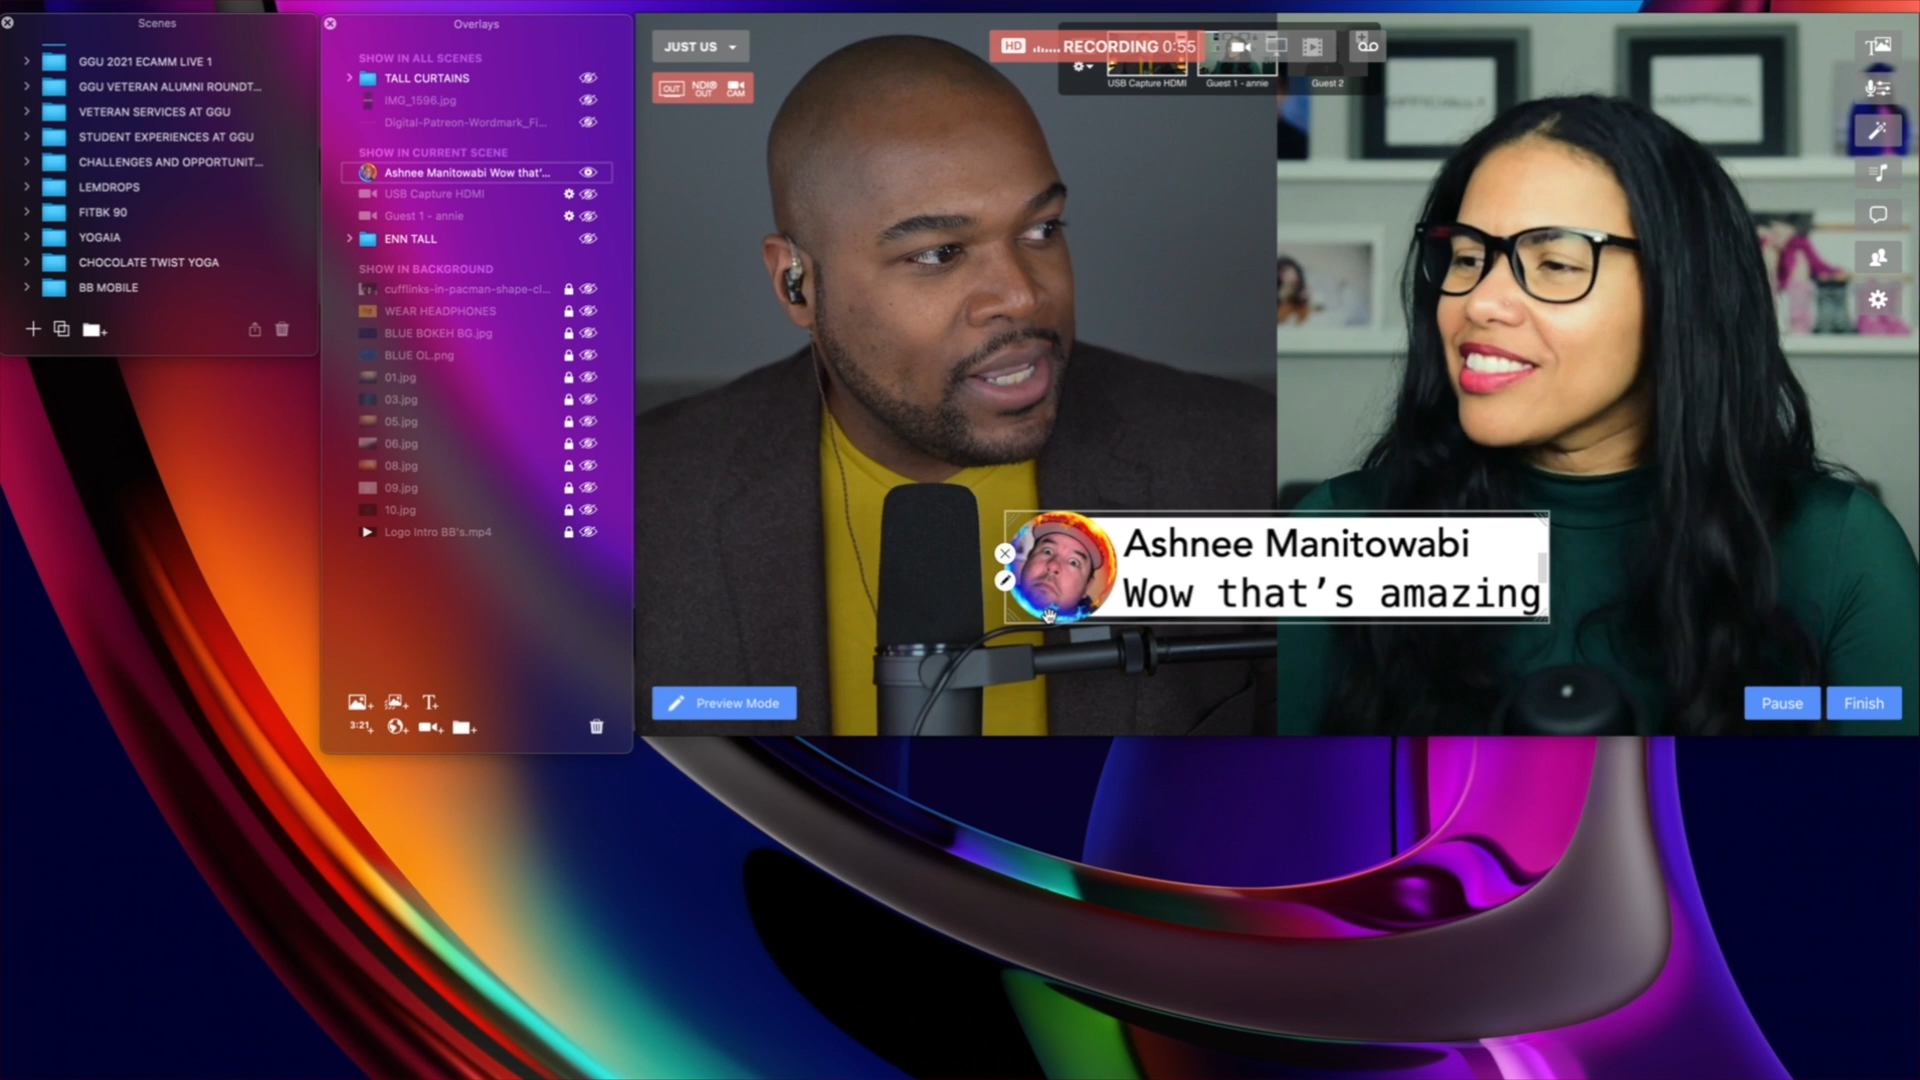 Scenes
GGU 2021 ECAMM LIVE 1
GGU VETERAN ALUMNI ROUNDT...
VETERAN SERVICES AT GGU
STUDENT EXPERIENCES AT GGU
CHALLENGES AND OPPORTUNIT...
LEMDROPS
FITBK 90
YOGAIA
CHOCOLATE TWIST YOGA
BB MOBILE
Overlays
SHOW IN ALL SCENES
TALL CURTAINS
IMG_1596.jpg
Digital-Patreon-Wordmark_Fi...
SHOW IN CURRENT SCENE
Ashnee Manitowabi Wow that'...
USB Capture HDMI
Guest 1 - annie
ENN TALL
SHOW IN BACKGROUND
cufflinks-in-pacman-shape-cl...
WEAR HEADPHONES
BLUE BOKEH BG.jpg
BLUE OL.png
01.jpg
03.jpg
05.jpg
06.jpg
08.jpg
09.jpg
10.jpg
Logo Intro BB's.mp4
3:21
JUST US
OUT
NDI® OUT
CAM
HD RECORDING 0:55
USB Capture HDMI
Guest 1 - annie
Guest 2
Ashnee Manitowabi
Wow that's amazing
Preview Mode
Pause
Finish